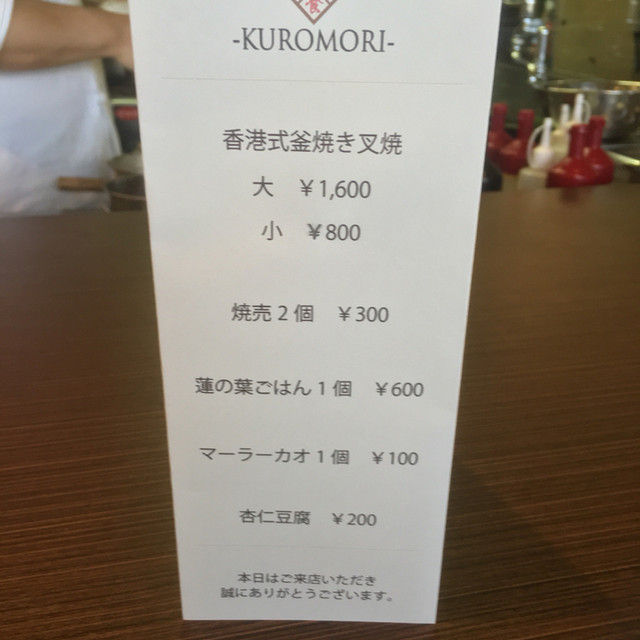 食
-KUROMORI-
香港式釜焼き叉焼
大　￥1,600
小　￥800
焼売２個　￥300
蓮の葉ごはん１個　￥600
マーラーカオ１個　￥100
杏仁豆腐　￥200
本日はご来店いただき
誠にありがとうございます。